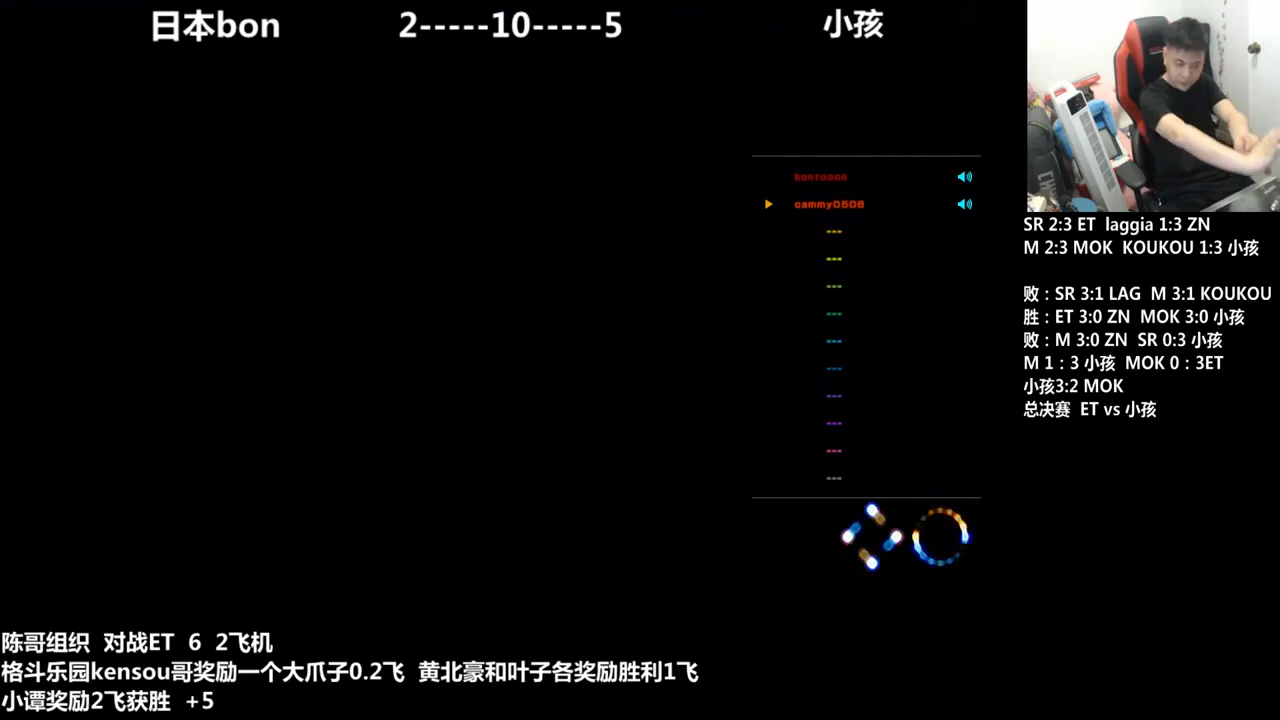 日本bon 2-----10-----5 小孩
bonrooon
cammy0506
---
---
---
---
---
---
---
---
---
---
SR 2:3 ET laggia 1:3 ZN
M 2:3 MOK KOUKOU 1:3 小孩
败：SR 3:1 LAG M 3:1 KOUKOU
胜：ET 3:0 ZN MOK 3:0 小孩
败：M 3:0 ZN SR 0:3 小孩
M 1：3 小孩 MOK 0：3ET
小孩3:2 MOK
总决赛 ET vs 小孩
陈哥组织 对战ET 6 2飞机
格斗乐园kensou哥奖励一个大爪子0.2飞 黄北豪和叶子各奖励胜利1飞
小谭奖励2飞获胜 +5